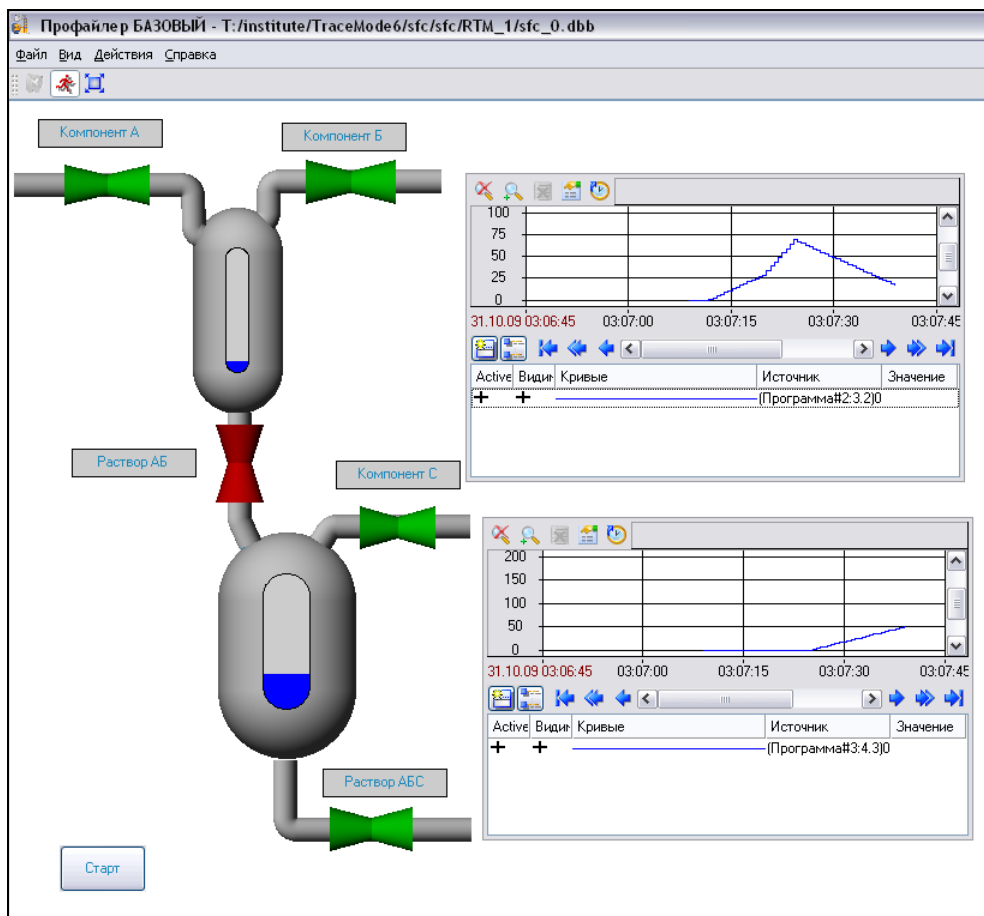 Профайлер БАЗОВЫЙ - T:/institute/TraceMode6/sfc/sfc/RTM_1/sfc_0.dbb
Файл Вид Действия Справка
Компонент А
Компонент Б
100
75
50
25
0
31.10.09 03:06:45 03:07:00 03:07:15 03:07:30 03:07:45
Active Видин Кривые Источник Значение
(Программа#2:3.2)0
Раствор АБ
Компонент С
200
150
100
50
0
31.10.09 03:06:45 03:07:00 03:07:15 03:07:30 03:07:45
Active Видин Кривые Источник Значение
(Программа#3:4.3)0
Раствор АБС
Старт